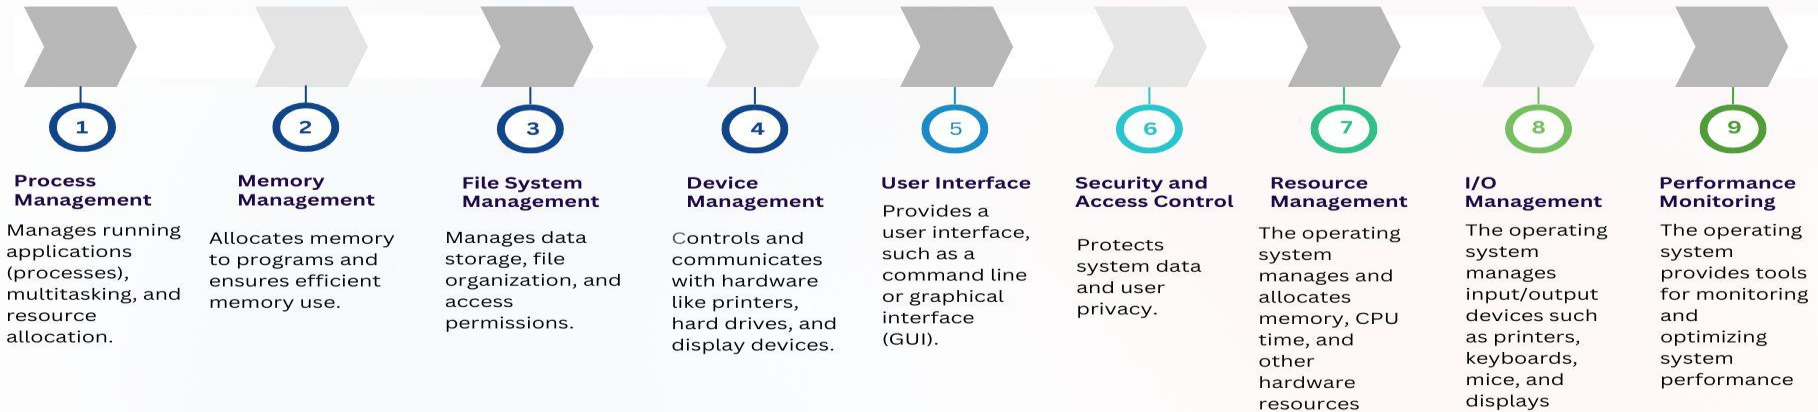 1
2
3
4
5
6
7
8
9
Process
Management
Manages running
applications
(processes),
multitasking, and
resource
allocation.
Memory
Management
Allocates memory
to programs and
ensures efficient
memory use.
File System
Management
Manages data
storage, file
organization, and
access
permissions.
Device
Management
Controls and
communicates
with hardware
like printers,
hard drives, and
display devices.
User Interface
Provides a
user interface,
such as a
command line
or graphical
interface
(GUI).
Security and
Access Control
Protects
system data
and user
privacy.
Resource
Management
The operating
system
manages and
allocates
memory, CPU
time, and
other
hardware
resources
I/O
Management
The operating
system
manages
input/output
devices such
as printers,
keyboards,
mice, and
displays
Performance
Monitoring
The operating
system
provides tools
for monitoring
and
optimizing
system
performance